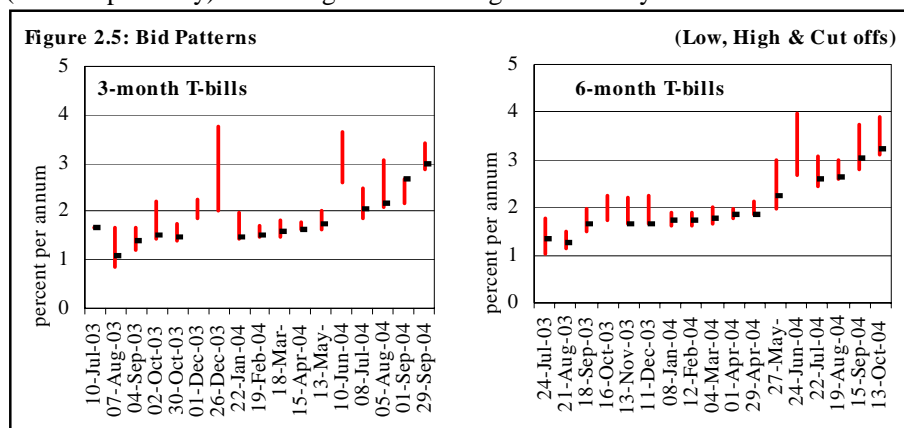 Figure 2.5: Bid Patterns (Low, High & Cut offs)
3-month T-bills
percent per annum
5
4
3
2
1
0
10-Jul-03
07-Aug-03
04-Sep-03
02-Oct-03
30-Oct-03
01-Dec-03
26-Dec-03
22-Jan-04
19-Feb-04
18-Mar-
15-Apr-04
13-May-
10-Jun-04
08-Jul-04
05-Aug-04
01-Sep-04
29-Sep-04
6-month T-bills
percent per annum
5
4
3
2
1
0
24-Jul-03
21-Aug-03
18-Sep-03
16-Oct-03
13-Nov-03
11-Dec-03
08-Jan-04
12-Feb-04
04-Mar-04
01-Apr-04
29-Apr-04
27-May-
24-Jun-04
22-Jul-04
19-Aug-04
15-Sep-04
13-Oct-04